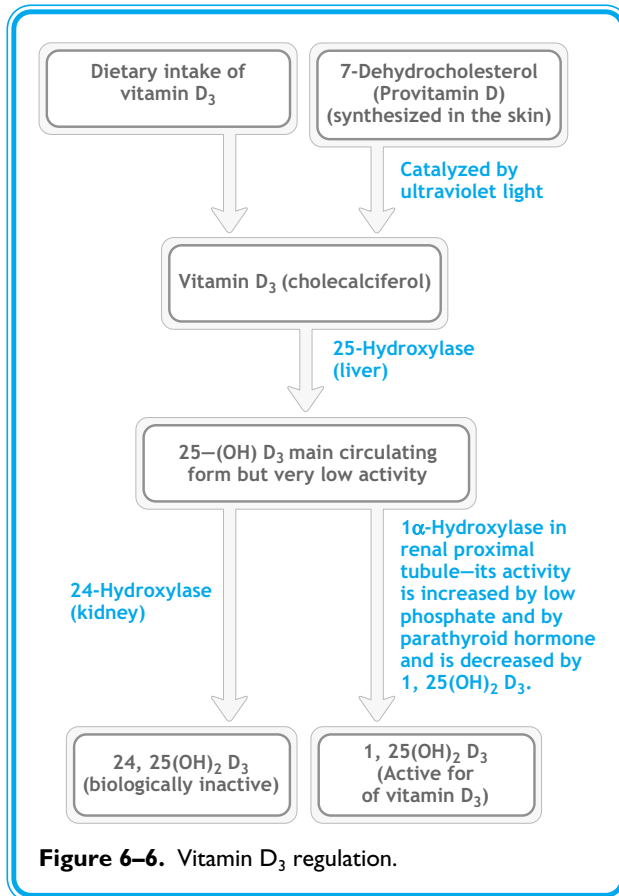 Dietary intake of
vitamin D₃
7-Dehydrocholesterol
(Provitamin D)
(synthesized in the skin)
Catalyzed by
ultraviolet light
Vitamin D₃ (cholecalciferol)
25-Hydroxylase
(liver)
25—(OH) D₃ main circulating
form but very low activity
24-Hydroxylase
(kidney)
1α-Hydroxylase in
renal proximal
tubule—its activity
is increased by low
phosphate and by
parathyroid hormone
and is decreased by
1, 25(OH)₂ D₃.
24, 25(OH)₂ D₃
(biologically inactive)
1, 25(OH)₂ D₃
(Active for
of vitamin D₃)
Figure 6–6. Vitamin D₃ regulation.